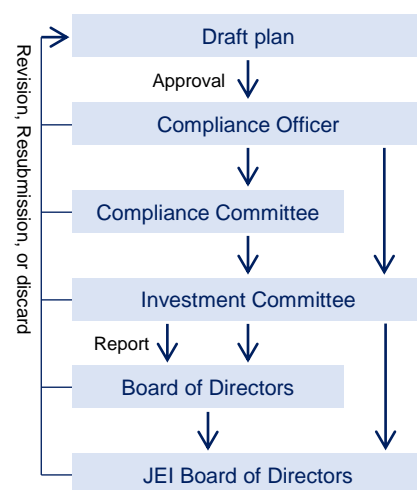 Draft plan
Approval
Compliance Officer
Compliance Committee
Investment Committee
Report
Board of Directors
JEI Board of Directors
Revision, Resubmission, or discard